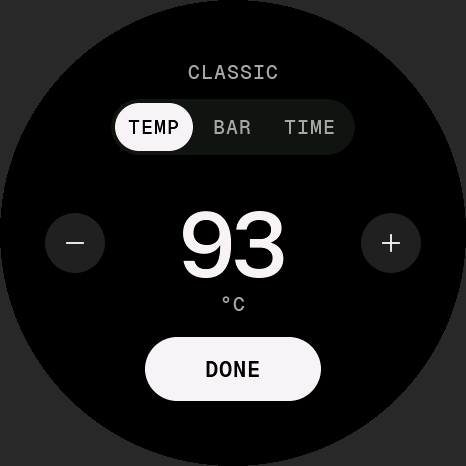 CLASSIC
TEMP BAR TIME
− 93 +
°C
DONE